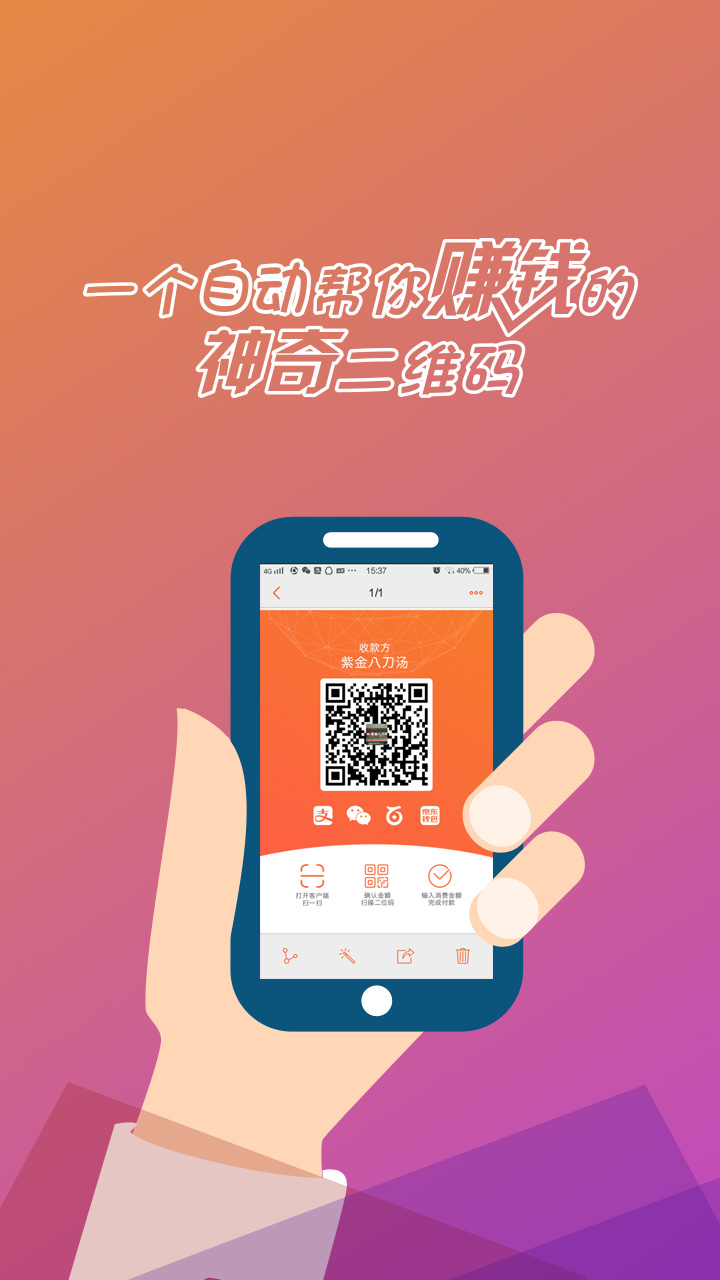 一个自动帮你赚钱的
神奇二维码
4G 15:37 40%
1/1
收款方
紫金八刀汤
支 京东钱包
打开客户端 确认金额 输入消费金额
扫一扫 扫描二位码 完成付款